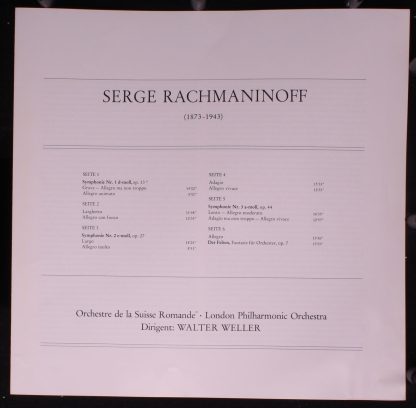 SERGE RACHMANINOFF
(1873–1943)
SEITE 1
Symphonie Nr. 1 d-moll, op. 13 *
Grave – Allegro ma non troppo
Allegro animato
SEITE 2
Larghetto
Allegro con fuoco
SEITE 3
Symphonie Nr. 2 e-moll, op. 27
Largo
Allegro molto
SEITE 4
Adagio
Allegro vivace
SEITE 5
Symphonie Nr. 3 a-moll, op. 44
Lento – Allegro moderato
Adagio ma non troppo – Allegro vivace
SEITE 6
Allegro
Der Felsen, Fantasie für Orchester, op. 7
Orchestre de la Suisse Romande* · London Philharmonic Orchestra
Dirigent: WALTER WELLER